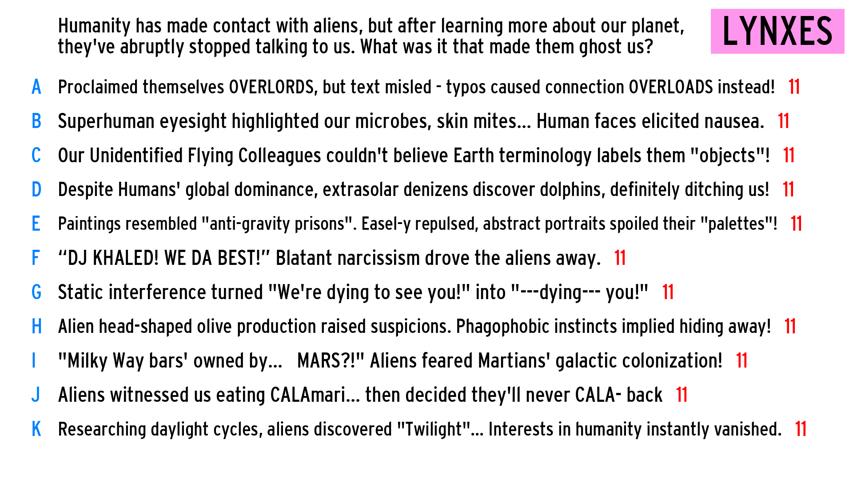 Humanity has made contact with aliens, but after learning more about our planet,
they've abruptly stopped talking to us. What was it that made them ghost us?
LYNXES
A Proclaimed themselves OVERLORDS, but text misled - typos caused connection OVERLOADS instead! 11
B Superhuman eyesight highlighted our microbes, skin mites... Human faces elicited nausea. 11
C Our Unidentified Flying Colleagues couldn't believe Earth terminology labels them "objects"! 11
D Despite Humans' global dominance, extrasolar denizens discover dolphins, definitely ditching us! 11
E Paintings resembled "anti-gravity prisons". Easel-y repulsed, abstract portraits spoiled their "palettes"! 11
F “DJ KHALED! WE DA BEST!” Blatant narcissism drove the aliens away. 11
G Static interference turned "We're dying to see you!" into "---dying--- you!" 11
H Alien head-shaped olive production raised suspicions. Phagophobic instincts implied hiding away! 11
I "Milky Way bars' owned by... MARS?!" Aliens feared Martians' galactic colonization! 11
J Aliens witnessed us eating CALAmari... then decided they'll never CALA- back 11
K Researching daylight cycles, aliens discovered "Twilight"... Interests in humanity instantly vanished. 11